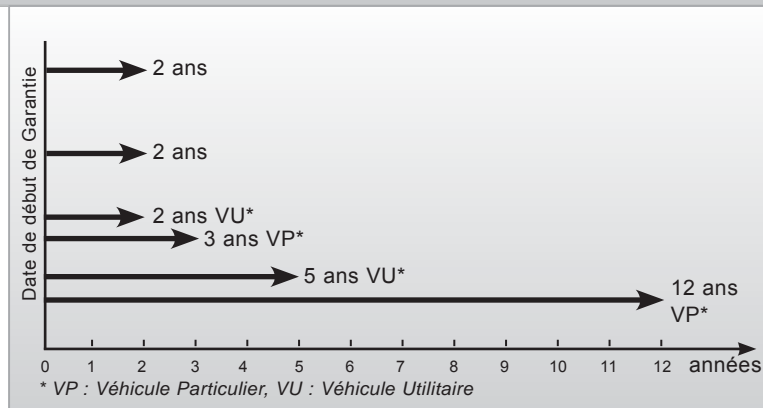 Date de début de Garantie
2 ans
2 ans
2 ans VU*
3 ans VP*
5 ans VU*
12 ans
VP*
0 1 2 3 4 5 6 7 8 9 10 11 12 années
* VP : Véhicule Particulier, VU : Véhicule Utilitaire